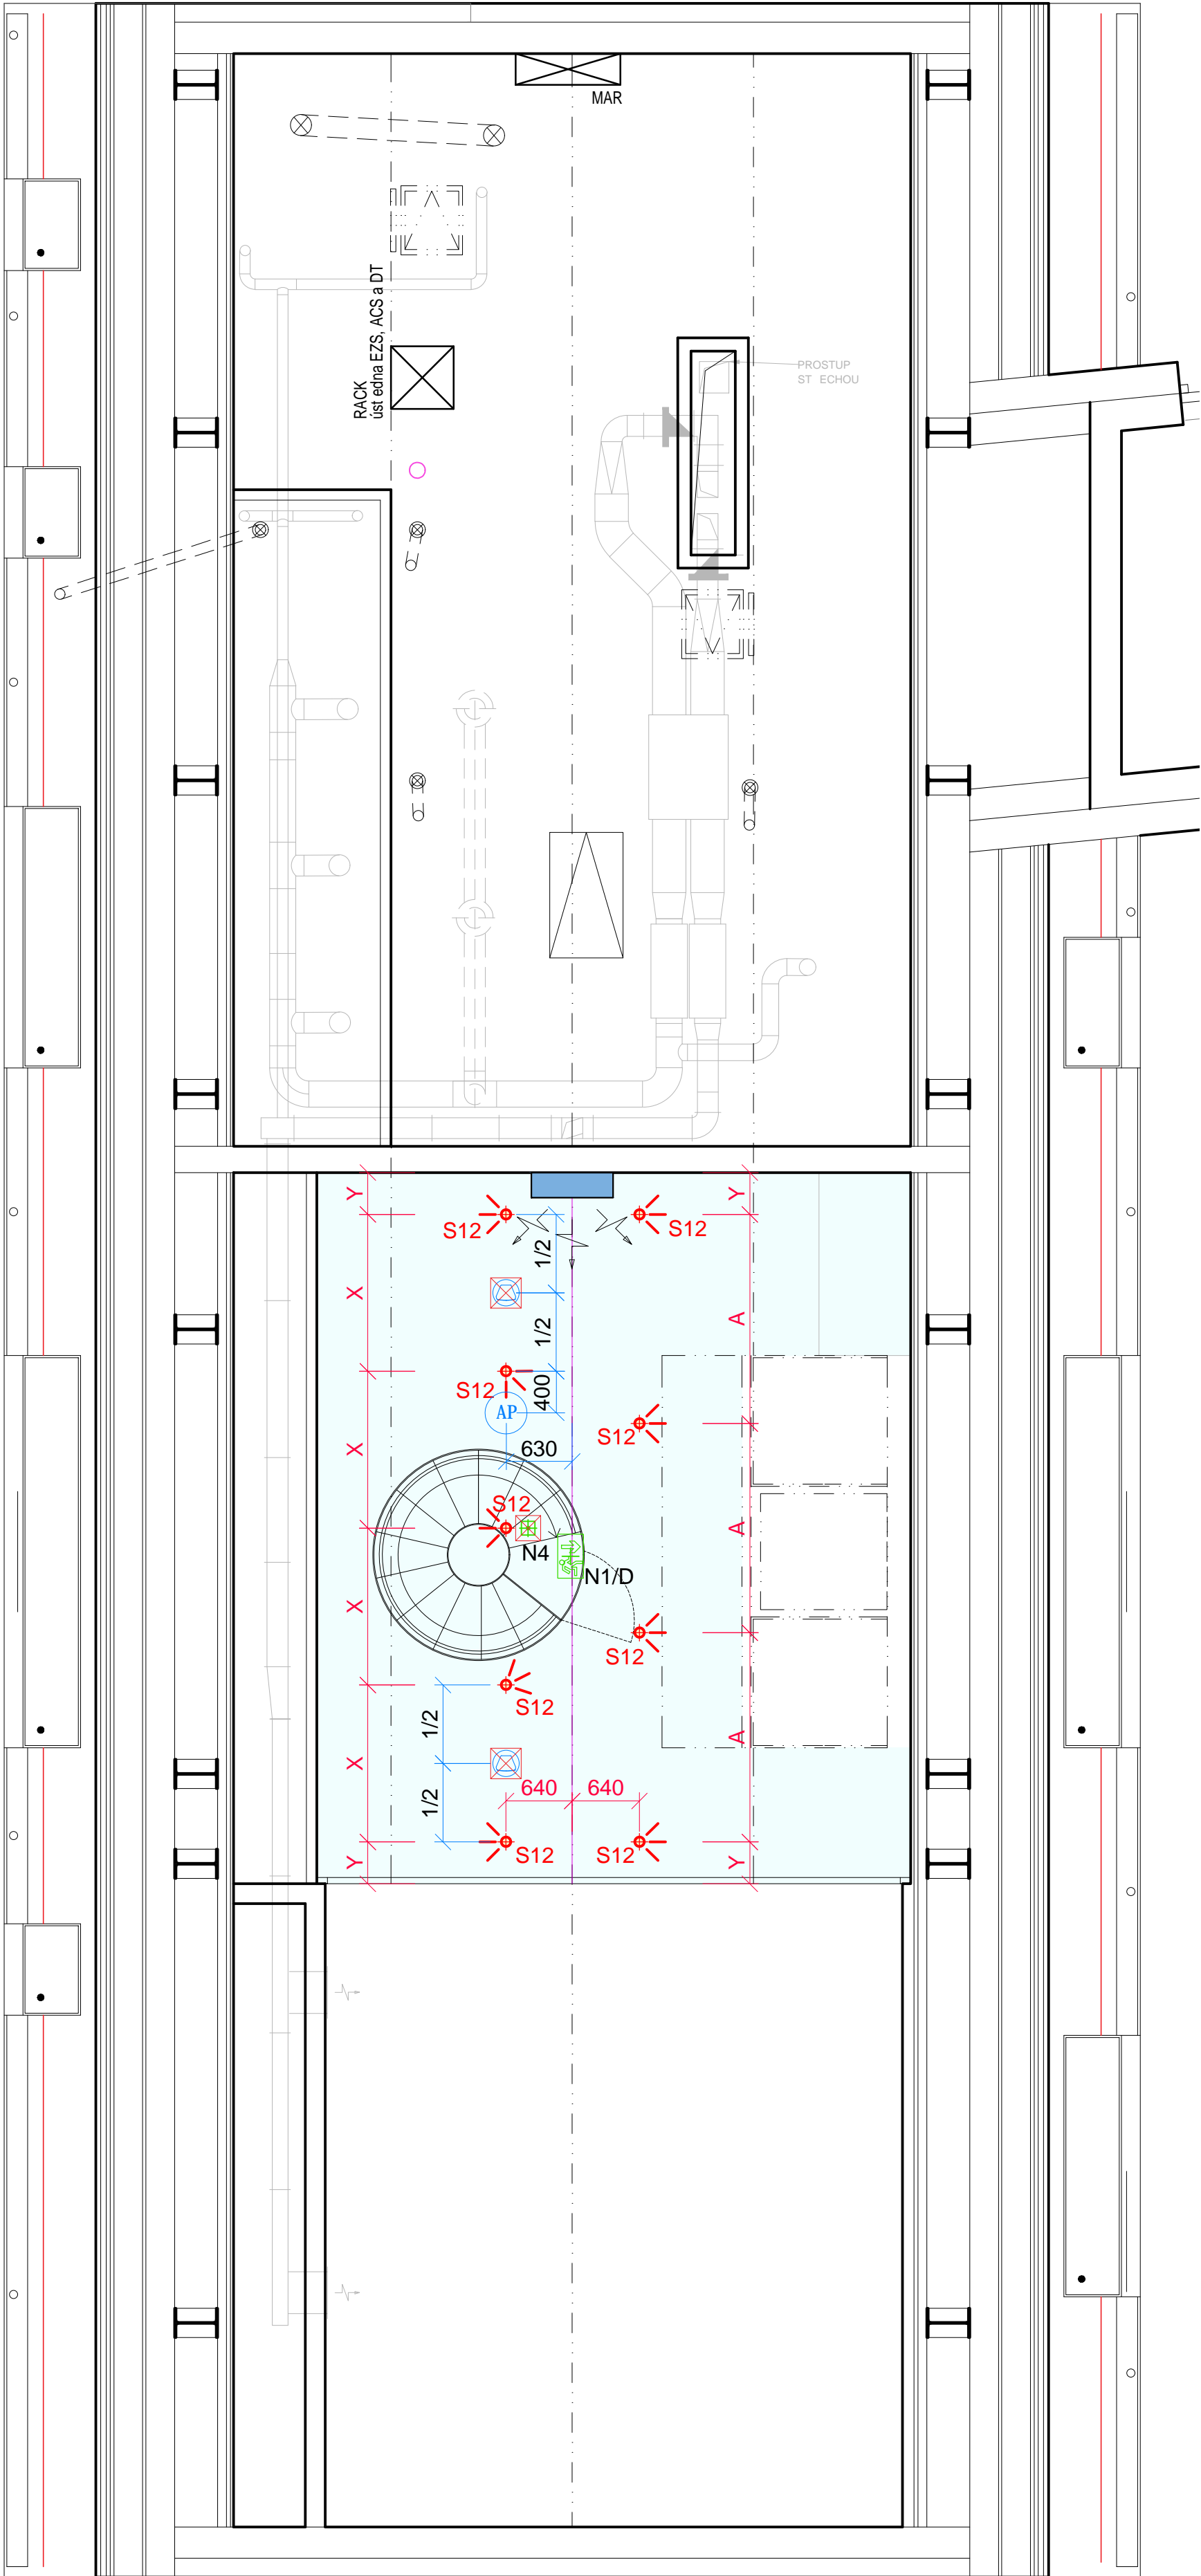 MAR
RACK
úst edna EZS, ACS a DT
PROSTUP
ST ECHOU
Y
Y
S12
S12
1/2
X
A
1/2
S12
400
AP
S12
X
630
S12
A
N4
N1/D
X
S12
S12
1/2
A
X
640
640
1/2
S12
S12
Y
Y